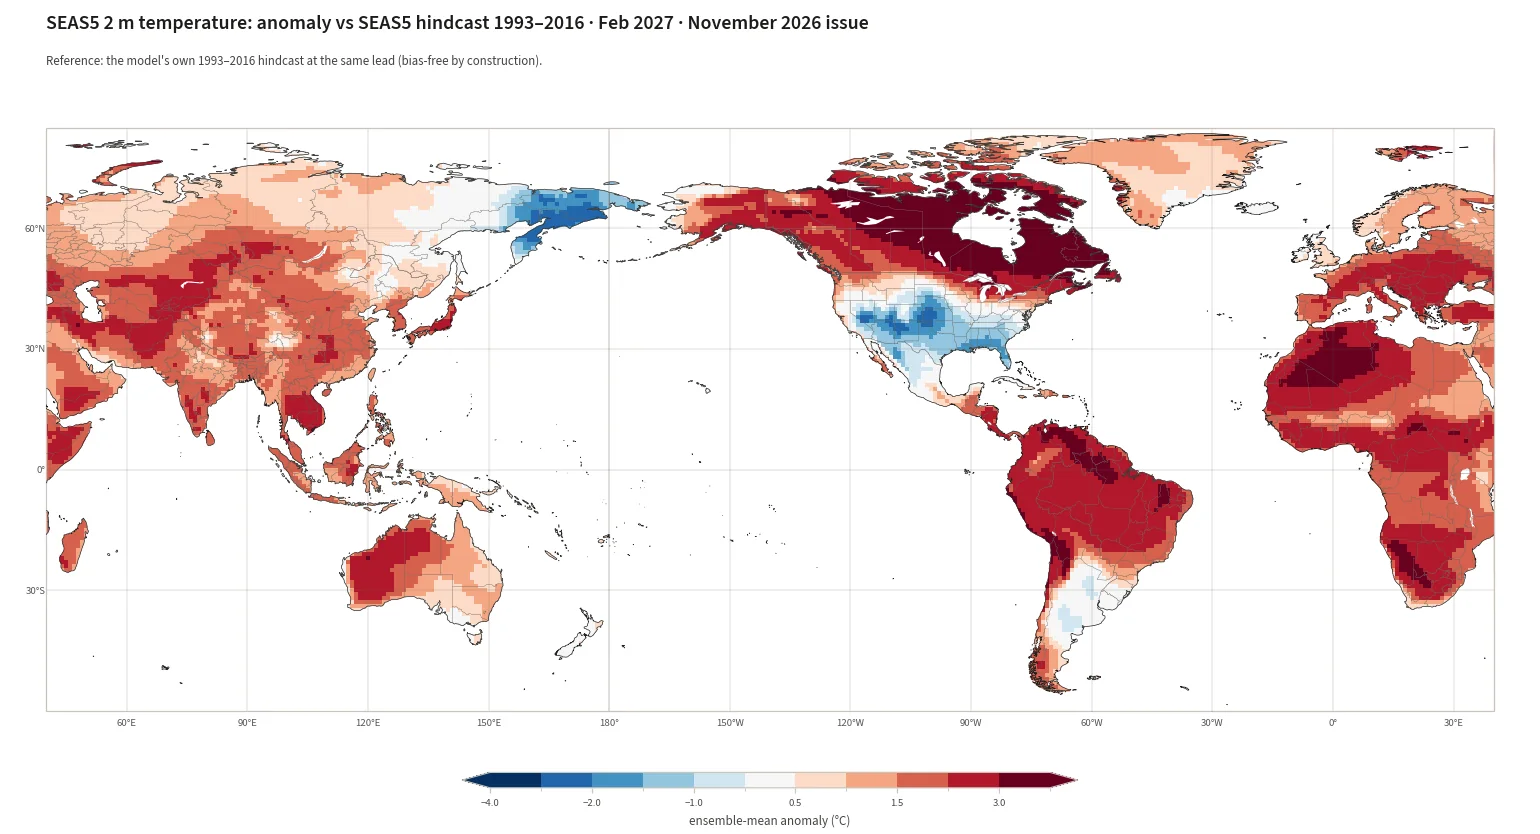 SEAS5 2 m temperature: anomaly vs SEAS5 hindcast 1993–2016 · Feb 2027 · November 2026 issue
Reference: the model's own 1993–2016 hindcast at the same lead (bias-free by construction).
60°N
30°N
0°
30°S
60°E 90°E 120°E 150°E 180° 150°W 120°W 90°W 60°W 30°W 0° 30°E
−4.0 −2.0 −1.0 0.5 1.5 3.0
ensemble-mean anomaly (°C)